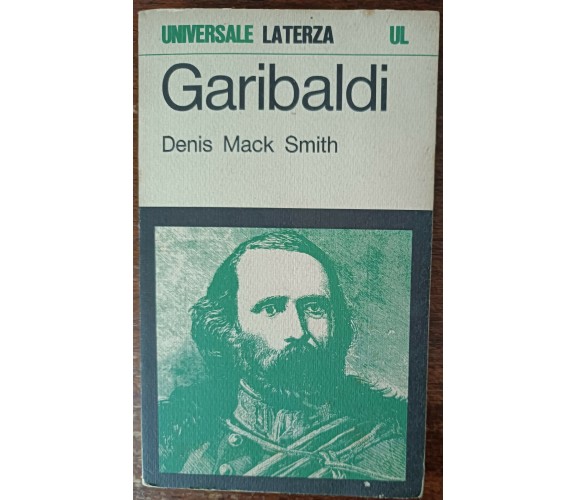 UNIVERSALE LATERZA UL
Garibaldi
Denis Mack Smith